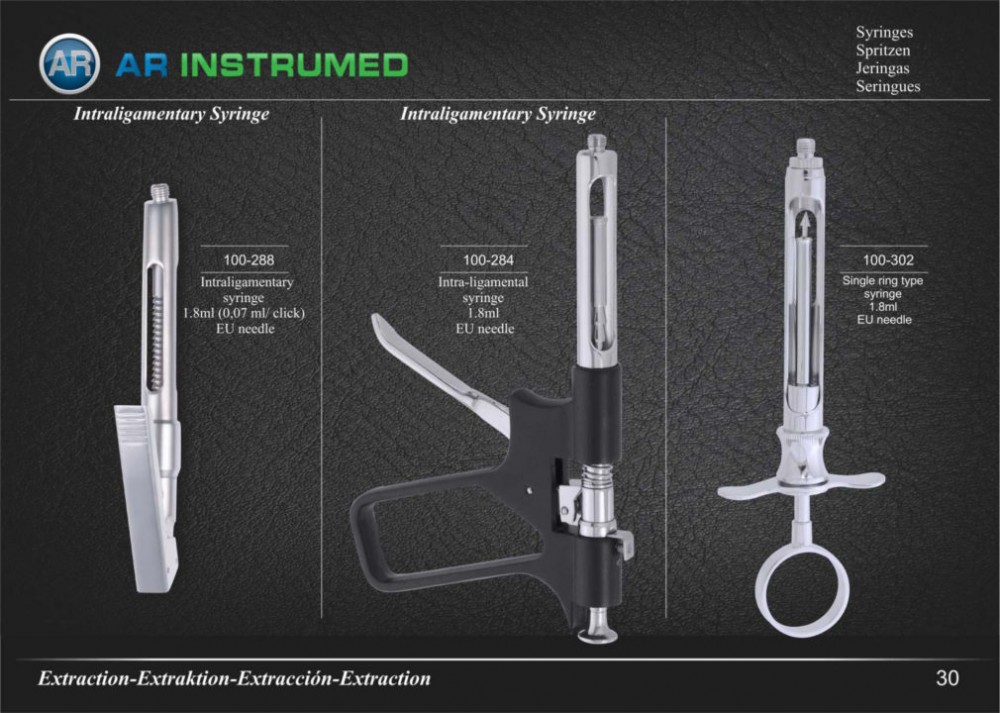 AR AR INSTRUMED
Syringes
Spritzen
Jeringas
Seringues
Intraligamentary Syringe
Intraligamentary Syringe
100-288
Intraligamentary
syringe
1.8ml (0,07 ml/ click)
EU needle
100-284
Intra-ligamental
syringe
1.8ml
EU needle
100-302
Single ring type
syringe
1.8ml
EU needle
Extraction-Extraktion-Extracción-Extraction
30